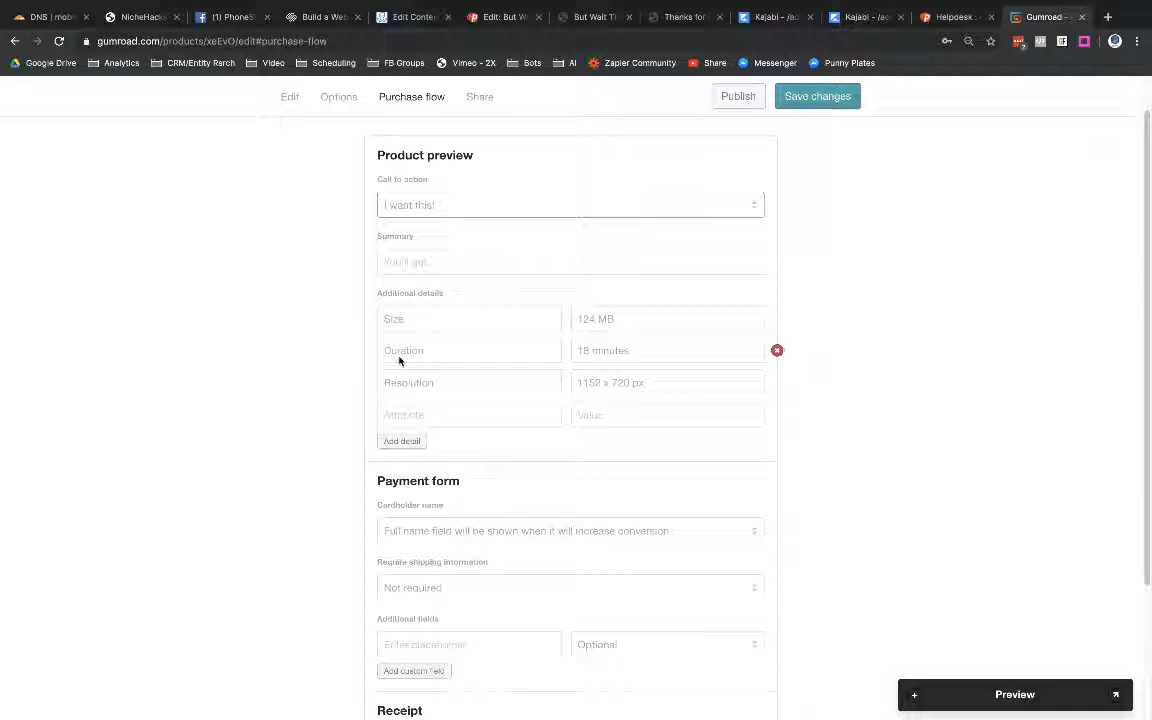 DNS | mob
NicheHack
(1) PhoneS
Build a Web
Edit Conten
Edit: But W
But Wait Th
Thanks for
Kajabi - /ad
Kajabi - /ad
Helpdesk
Gumroad -
gumroad.com/products/xeEvO/edit#purchase-flow
Google Drive
Analytics
CRM/Entity Rsrch
Video
Scheduling
FB Groups
Vimeo - 2X
Bots
AI
Zapier Community
Share
Messenger
Punny Plates
Edit
Options
Purchase flow
Share
Publish
Save changes
Product preview
Call to action
I want this!
Summary
You'll get...
Additional details
Size
124 MB
Duration
18 minutes
Resolution
1152 x 720 px
Attribute
Value
Add detail
Payment form
Cardholder name
Full name field will be shown when it will increase conversion
Require shipping information
Not required
Additional fields
Enter placeholder
Optional
Add custom field
Receipt
Preview